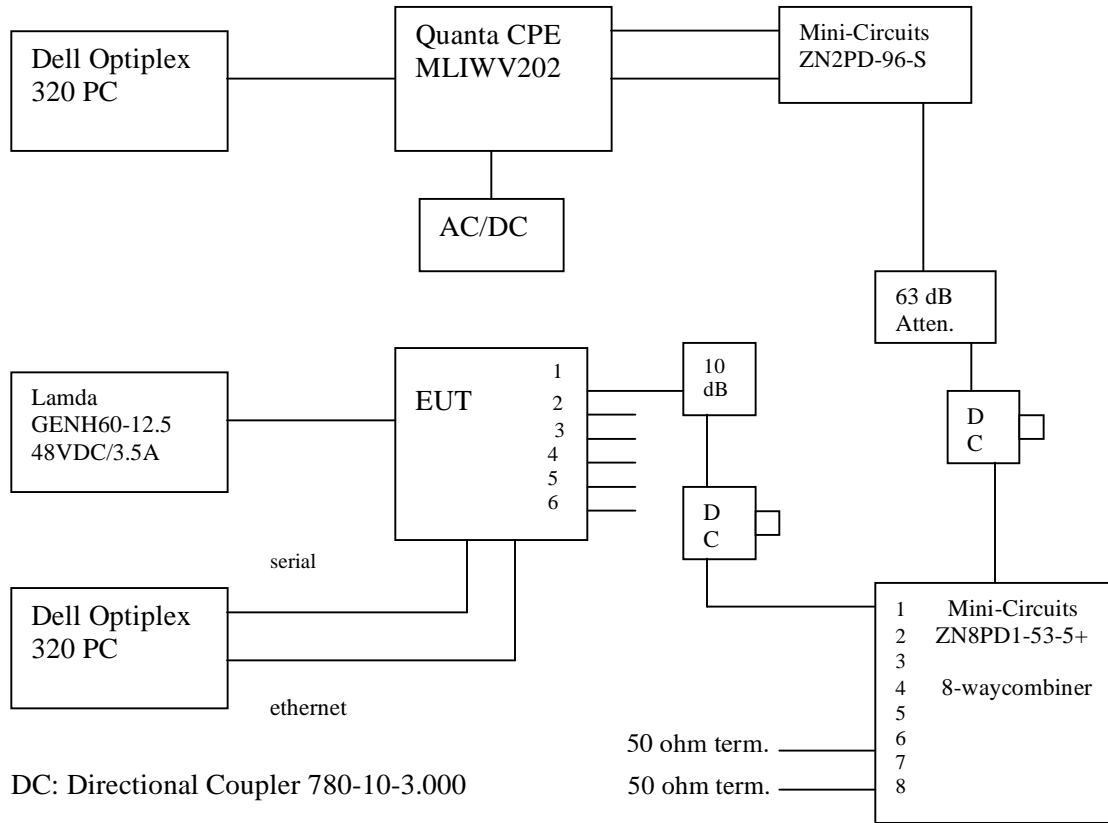 Dell Optiplex
320 PC
Quanta CPE
MLIWV202
Mini-Circuits
ZN2PD-96-S
AC/DC
63 dB
Atten.
Lamda
GENH60-12.5
48VDC/3.5A
EUT
1
2
3
4
5
6
10
dB
D
C
D
C
serial
Dell Optiplex
320 PC
ethernet
1 Mini-Circuits
2 ZN8PD1-53-5+
3
4 8-waycombiner
5
6
7
8
50 ohm term.
50 ohm term.
DC: Directional Coupler 780-10-3.000